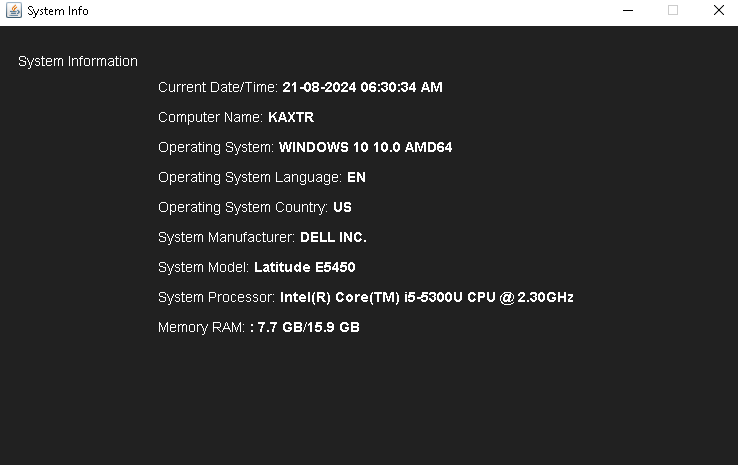 System Info
System Information
Current Date/Time: 21-08-2024 06:30:34 AM
Computer Name: KAXTR
Operating System: WINDOWS 10 10.0 AMD64
Operating System Language: EN
Operating System Country: US
System Manufacturer: DELL INC.
System Model: Latitude E5450
System Processor: Intel(R) Core(TM) i5-5300U CPU @ 2.30GHz
Memory RAM: : 7.7 GB/15.9 GB